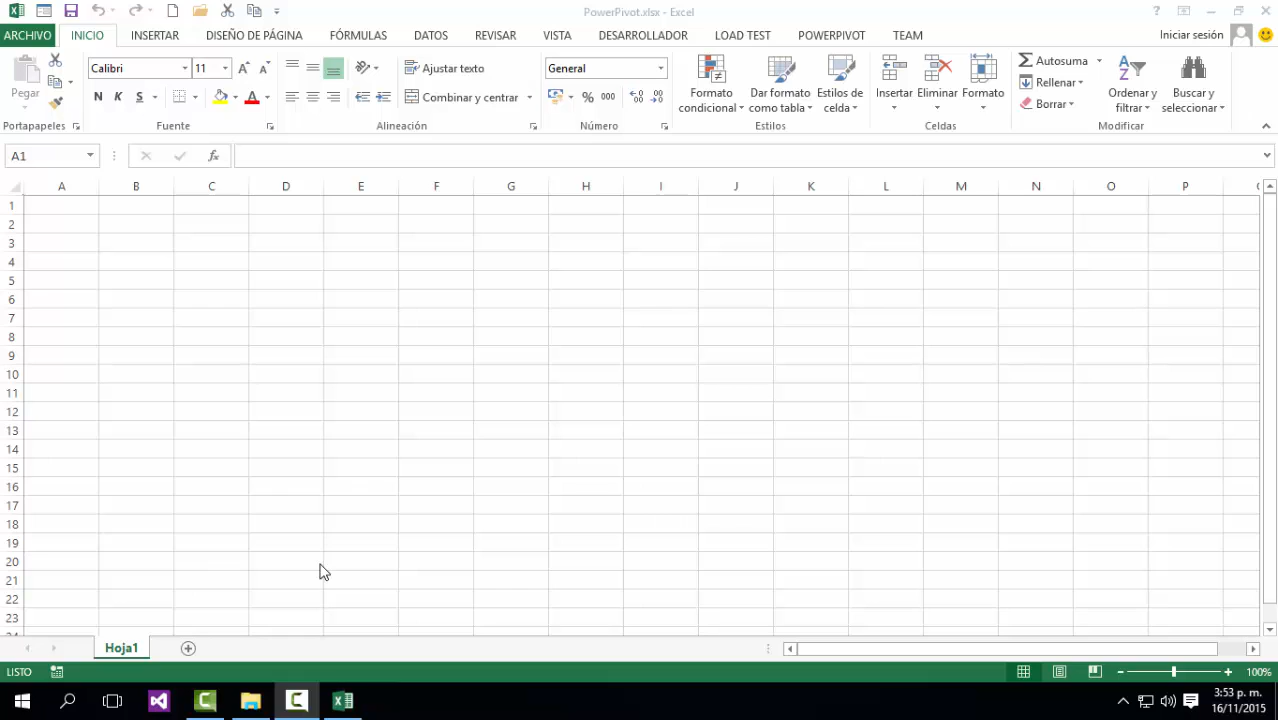 PowerPivot.xlsx - Excel
ARCHIVO INICIO INSERTAR DISEÑO DE PÁGINA FÓRMULAS DATOS REVISAR VISTA DESARROLLADOR LOAD TEST POWERPIVOT TEAM Iniciar sesión
Pegar
Calibri 11
N K S
Ajustar texto
Combinar y centrar
General
% 000
Formato condicional
Dar formato como tabla
Estilos de celda
Insertar Eliminar Formato
Autosuma
Rellenar
Borrar
Ordenar y filtrar
Buscar y seleccionar
Portapapeles Fuente Alineación Número Estilos Celdas Modificar
A1 fx
A B C D E F G H I J K L M N O P
1
2
3
4
5
6
7
8
9
10
11
12
13
14
15
16
17
18
19
20
21
22
23
Hoja1
LISTO 100%
3:53 p. m.
16/11/2015